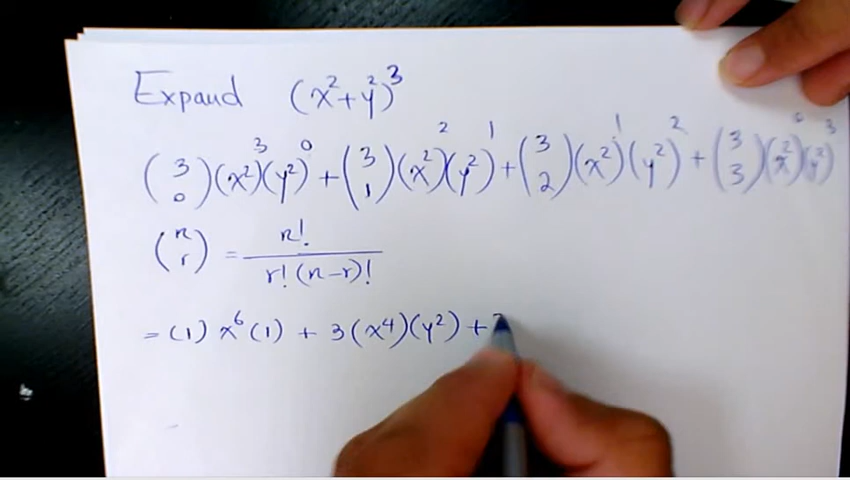 Expand (x²+y²)³
(3 0)(x²)³(y²)⁰ + (3 1)(x²)²(y²)¹ + (3 2)(x²)¹(y²)² + (3 3)(x²)⁰(y²)³
(n r) = n! / r!(n-r)!
= (1) x⁶(1) + 3(x⁴)(y²) +